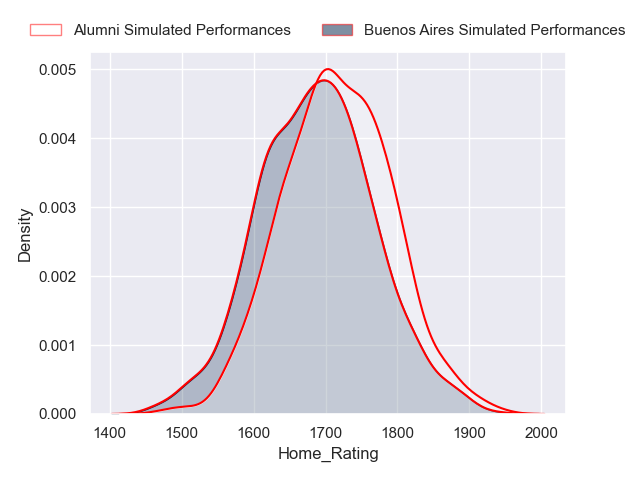 Alumni Simulated Performances Buenos Aires Simulated Performances
0.005
0.004
0.003
0.002
0.001
0.000
Density
1400 1500 1600 1700 1800 1900 2000
Home_Rating